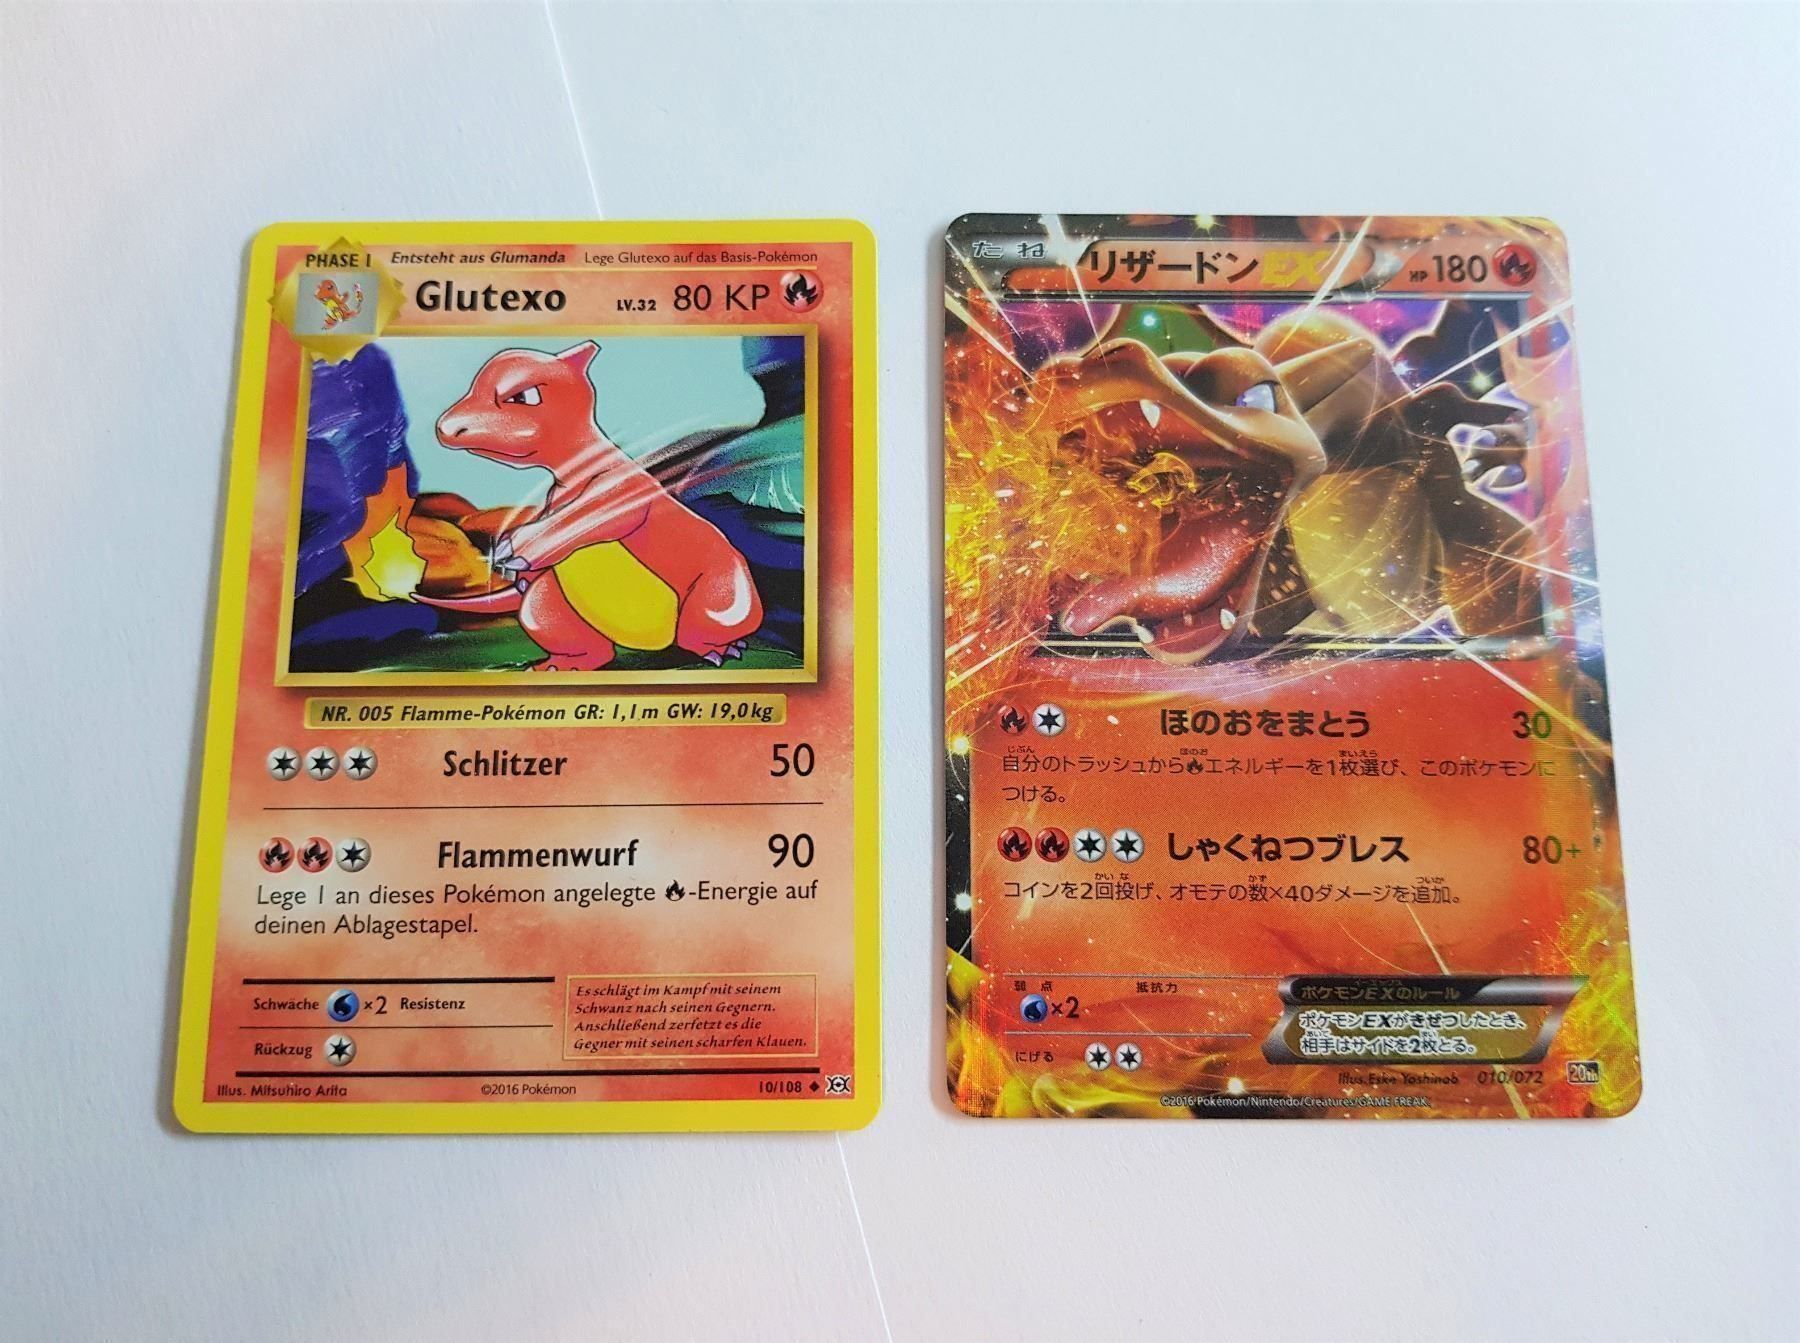 PHASE 1 Entsteht aus Glumanda Lege Glutexo auf das Basis-Pokémon
Glutexo LV.32 80 KP
NR. 005 Flamme-Pokémon GR: 1,1 m GW: 19,0 kg
Schlitzer 50
Flammenwurf 90
Lege 1 an dieses Pokémon angelegte -Energie auf
deinen Ablagestapel.
Schwäche ×2 Resistenz
Rückzug
Es schlägt im Kampf mit seinem
Schwanz nach seinen Gegnern.
Anschließend zerfetzt es die
Gegner mit seinen scharfen Klauen.
Illus. Mitsuhiro Arita ©2016 Pokémon 10/108
たね リザードンEX HP 180
ほのおをまとう 30
自分のトラッシュからエネルギーを1枚選び、このポケモンに
つける。
しゃくねつブレス 80+
コインを2回投げ、オモテの数×40ダメージを追加。
弱点 抵抗力
×2
にげる
ポケモンEXのルール
ポケモンEXがきぜつしたとき、
相手はサイドを2枚とる。
Illus. Eske Yoshinob 010/072 20th
©2016 Pokémon/Nintendo/Creatures/GAME FREAK.